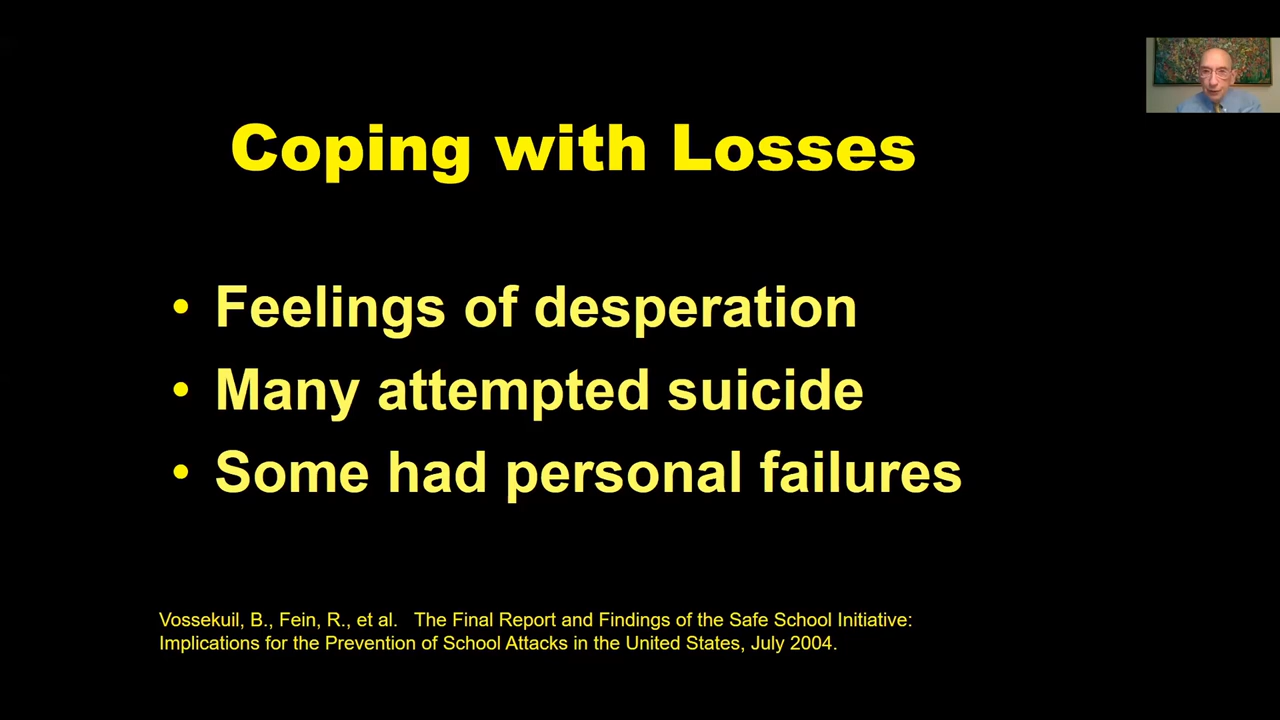 Coping with Losses
• Feelings of desperation
• Many attempted suicide
• Some had personal failures
Vossekuil, B., Fein, R., et al. The Final Report and Findings of the Safe School Initiative:
Implications for the Prevention of School Attacks in the United States, July 2004.